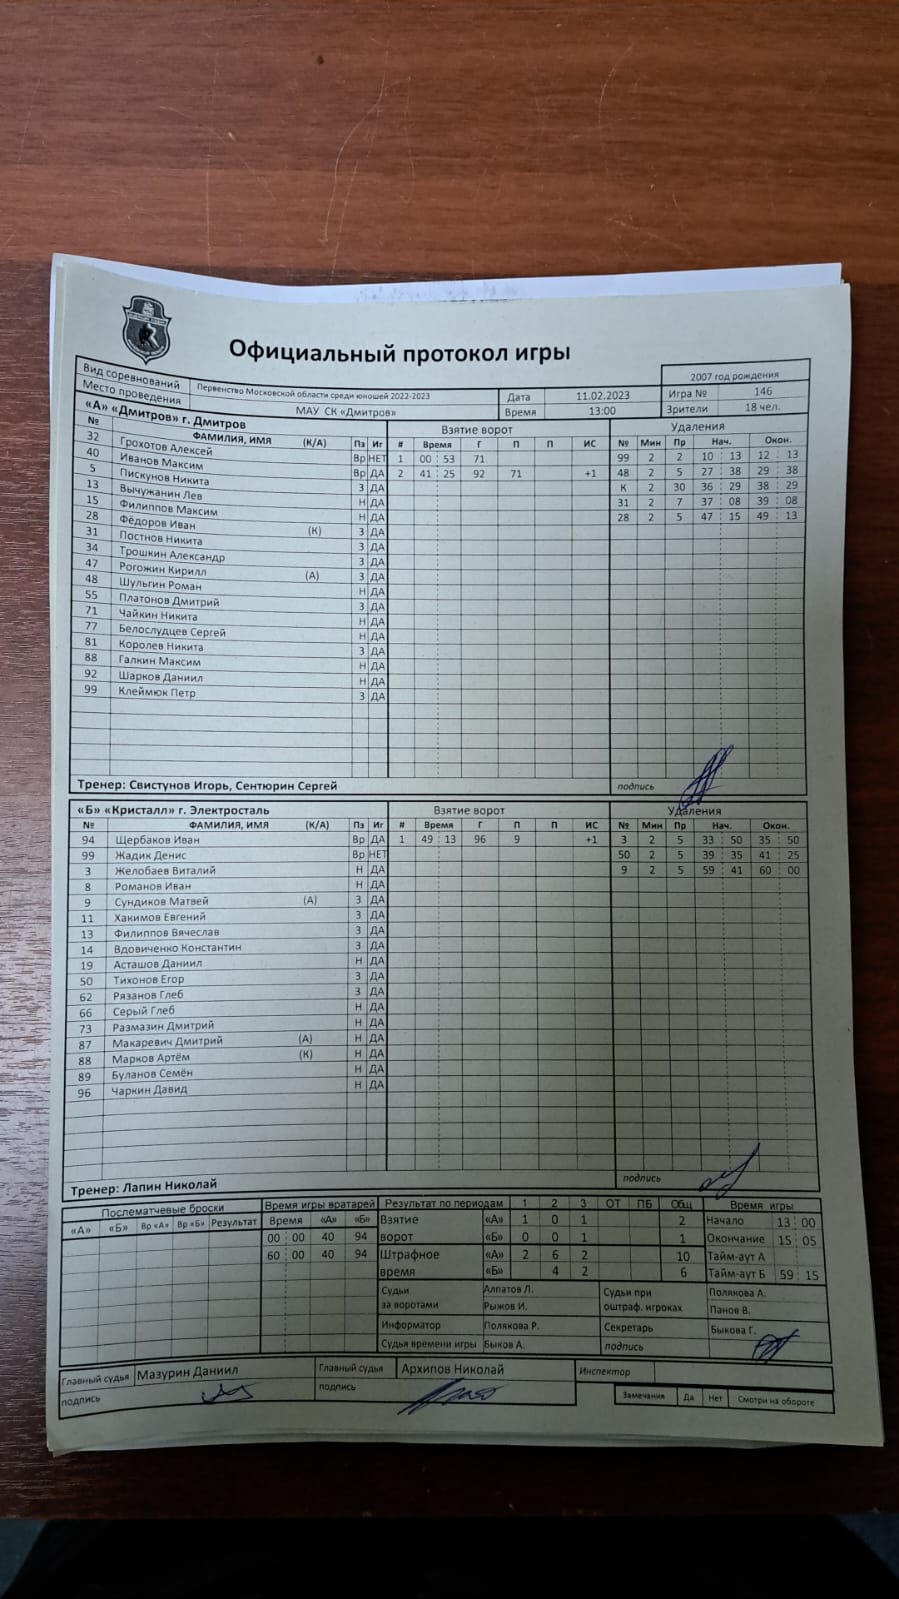 Официальный протокол игры
2007 год рождения
Вид соревнований Первенство Московской области среди юношей 2022-2023 Дата 11.02.2023 Игра № 146
Место проведения МАУ СК «Дмитров» Время 13:00 Зрители 18 чел.
«А» «Дмитров» г. Дмитров Взятие ворот Удаления
№ ФАМИЛИЯ, ИМЯ (К/А) Пз Иг # Время Г П П ИС № Мин Пр Нач. Окон.
32 Грохотов Алексей Вр НЕТ 1 00 : 53 71 99 2 2 10 : 13 12 : 13
40 Иванов Максим Вр ДА 2 41 : 25 92 71 +1 48 2 5 27 : 38 29 : 38
5 Пискунов Никита З ДА К 2 30 36 : 29 38 : 29
13 Вычужанин Лев Н ДА 31 2 7 37 : 08 39 : 08
15 Филиппов Максим Н ДА 28 2 5 47 : 15 49 : 13
28 Фёдоров Иван (К) З ДА
31 Постнов Никита З ДА
34 Трошкин Александр З ДА
47 Рогожин Кирилл (А) З ДА
48 Шульгин Роман Н ДА
55 Платонов Дмитрий З ДА
71 Чайкин Никита Н ДА
77 Белослудцев Сергей Н ДА
81 Королев Никита З ДА
88 Галкин Максим Н ДА
92 Шарков Даниил Н ДА
99 Клеймюк Петр З ДА
Тренер: Свистунов Игорь, Сентюрин Сергей подпись
«Б» «Кристалл» г. Электросталь Взятие ворот Удаления
№ ФАМИЛИЯ, ИМЯ (К/А) Пз Иг # Время Г П П ИС № Мин Пр Нач. Окон.
94 Щербаков Иван Вр ДА 1 49 : 13 96 9 +1 3 2 5 33 : 50 35 : 50
99 Жадик Денис Вр НЕТ 50 2 5 39 : 35 41 : 25
3 Желобаев Виталий Н ДА 9 2 5 59 : 41 60 : 00
8 Романов Иван Н ДА
9 Сундиков Матвей (А) З ДА
11 Хакимов Евгений З ДА
13 Филиппов Вячеслав З ДА
14 Вдовиченко Константин З ДА
19 Асташов Даниил Н ДА
50 Тихонов Егор З ДА
62 Рязанов Глеб З ДА
66 Серый Глеб Н ДА
73 Размазин Дмитрий Н ДА
87 Макаревич Дмитрий (А) Н ДА
88 Марков Артём (К) Н ДА
89 Буланов Семён Н ДА
96 Чаркин Давид Н ДА
Тренер: Лапин Николай подпись
Послематчевые броски Время игры вратарей Результат по периодам 1 2 3 ОТ ПБ Общ Время игры
«А» «Б» Вр «А» Вр «Б» Результат Время «А» «Б» Взятие «А» 1 0 1 2 Начало 13 : 00
00 : 00 40 94 ворот «Б» 0 0 1 1 Окончание 15 : 05
60 : 00 40 94 Штрафное «А» 2 6 2 10 Тайм-аут А
время «Б» 4 2 6 Тайм-аут Б 59 : 15
Судьи Алпатов Л. Судьи при Полякова А.
за воротами Рыжов И. оштраф. игроках Панов В.
Информатор Полякова Р. Секретарь Быкова Г.
Судья времени игры Быков А. подпись
Главный судья Мазурин Даниил Главный судья Архипов Николай Инспектор
подпись подпись Замечания Да Нет Смотри на обороте